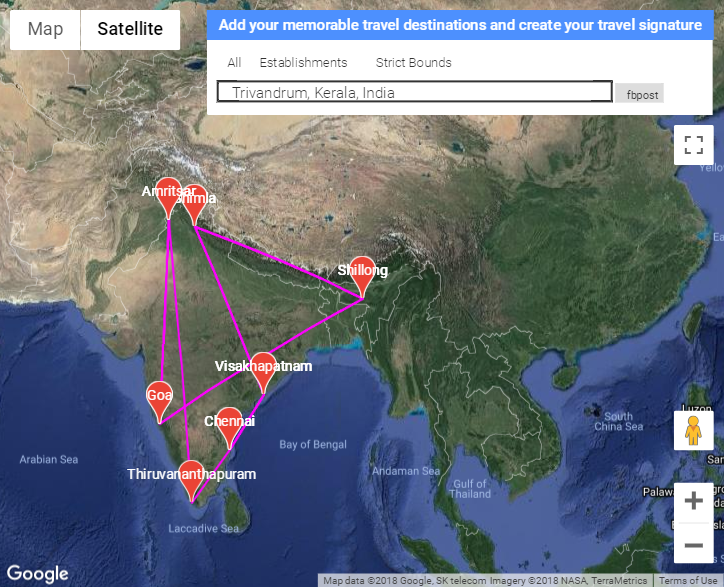 Map
Satellite
Add your memorable travel destinations and create your travel signature
All
Establishments
Strict Bounds
Trivandrum, Kerala, India
fbpost
Yello
Amritsar
Shimla
Ea
Shillong
Visakhapatnam
Goa
Luzon
Chennai
South
China Sea
Bay of Bengal
Arabian Sea
San
Andaman Sea
Thiruvananthapuram
Gulf of
Thailand
Palaw
Laccadive Sea
Google
Map data ©2018 Google, SK telecom Imagery ©2018 NASA, TerraMetrics
Terms of Use